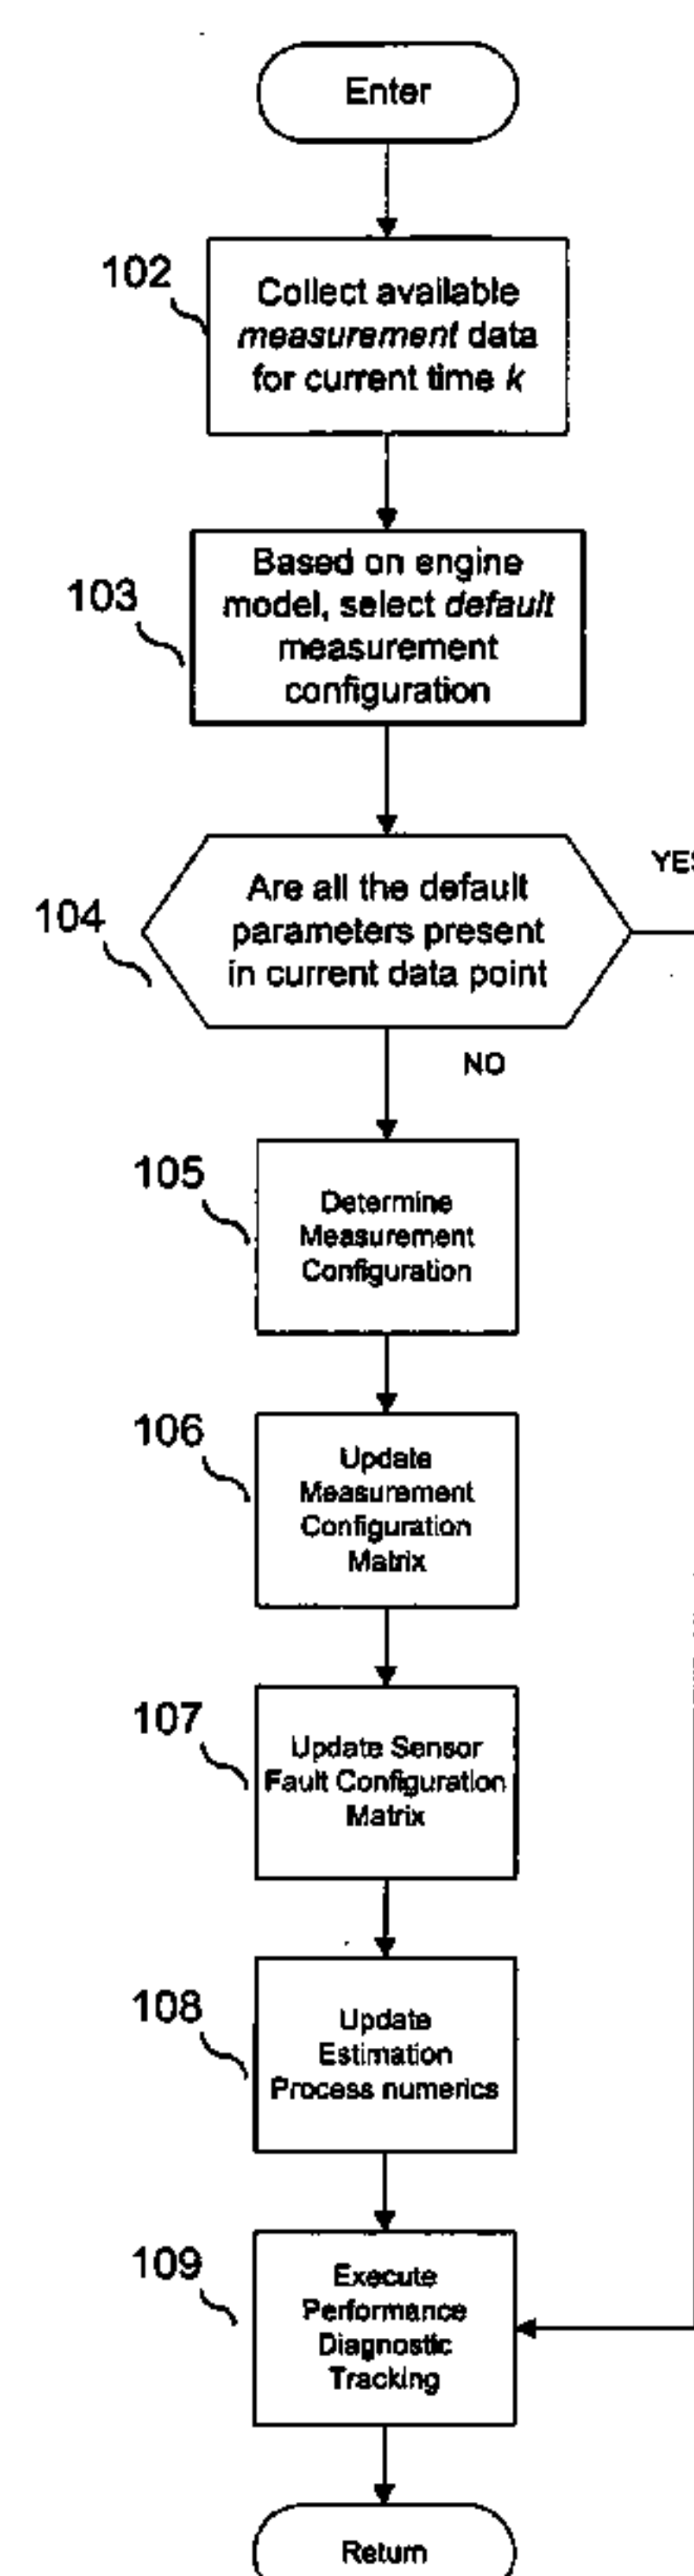 Enter
102
Collect available
measurement data
for current time k
103
Based on engine
model, select default
measurement
configuration
104
Are all the default
parameters present
in current data point
YES
NO
105
Determine
Measurement
Configuration
106
Update
Measurement
Configuration
Matrix
107
Update Sensor
Fault Configuration
Matrix
108
Update
Estimation
Process numerics
109
Execute
Performance
Diagnostic
Tracking
Return